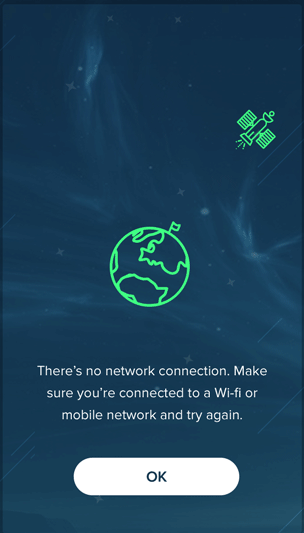 There’s no network connection. Make
sure you’re connected to a Wi-fi or
mobile network and try again.
OK